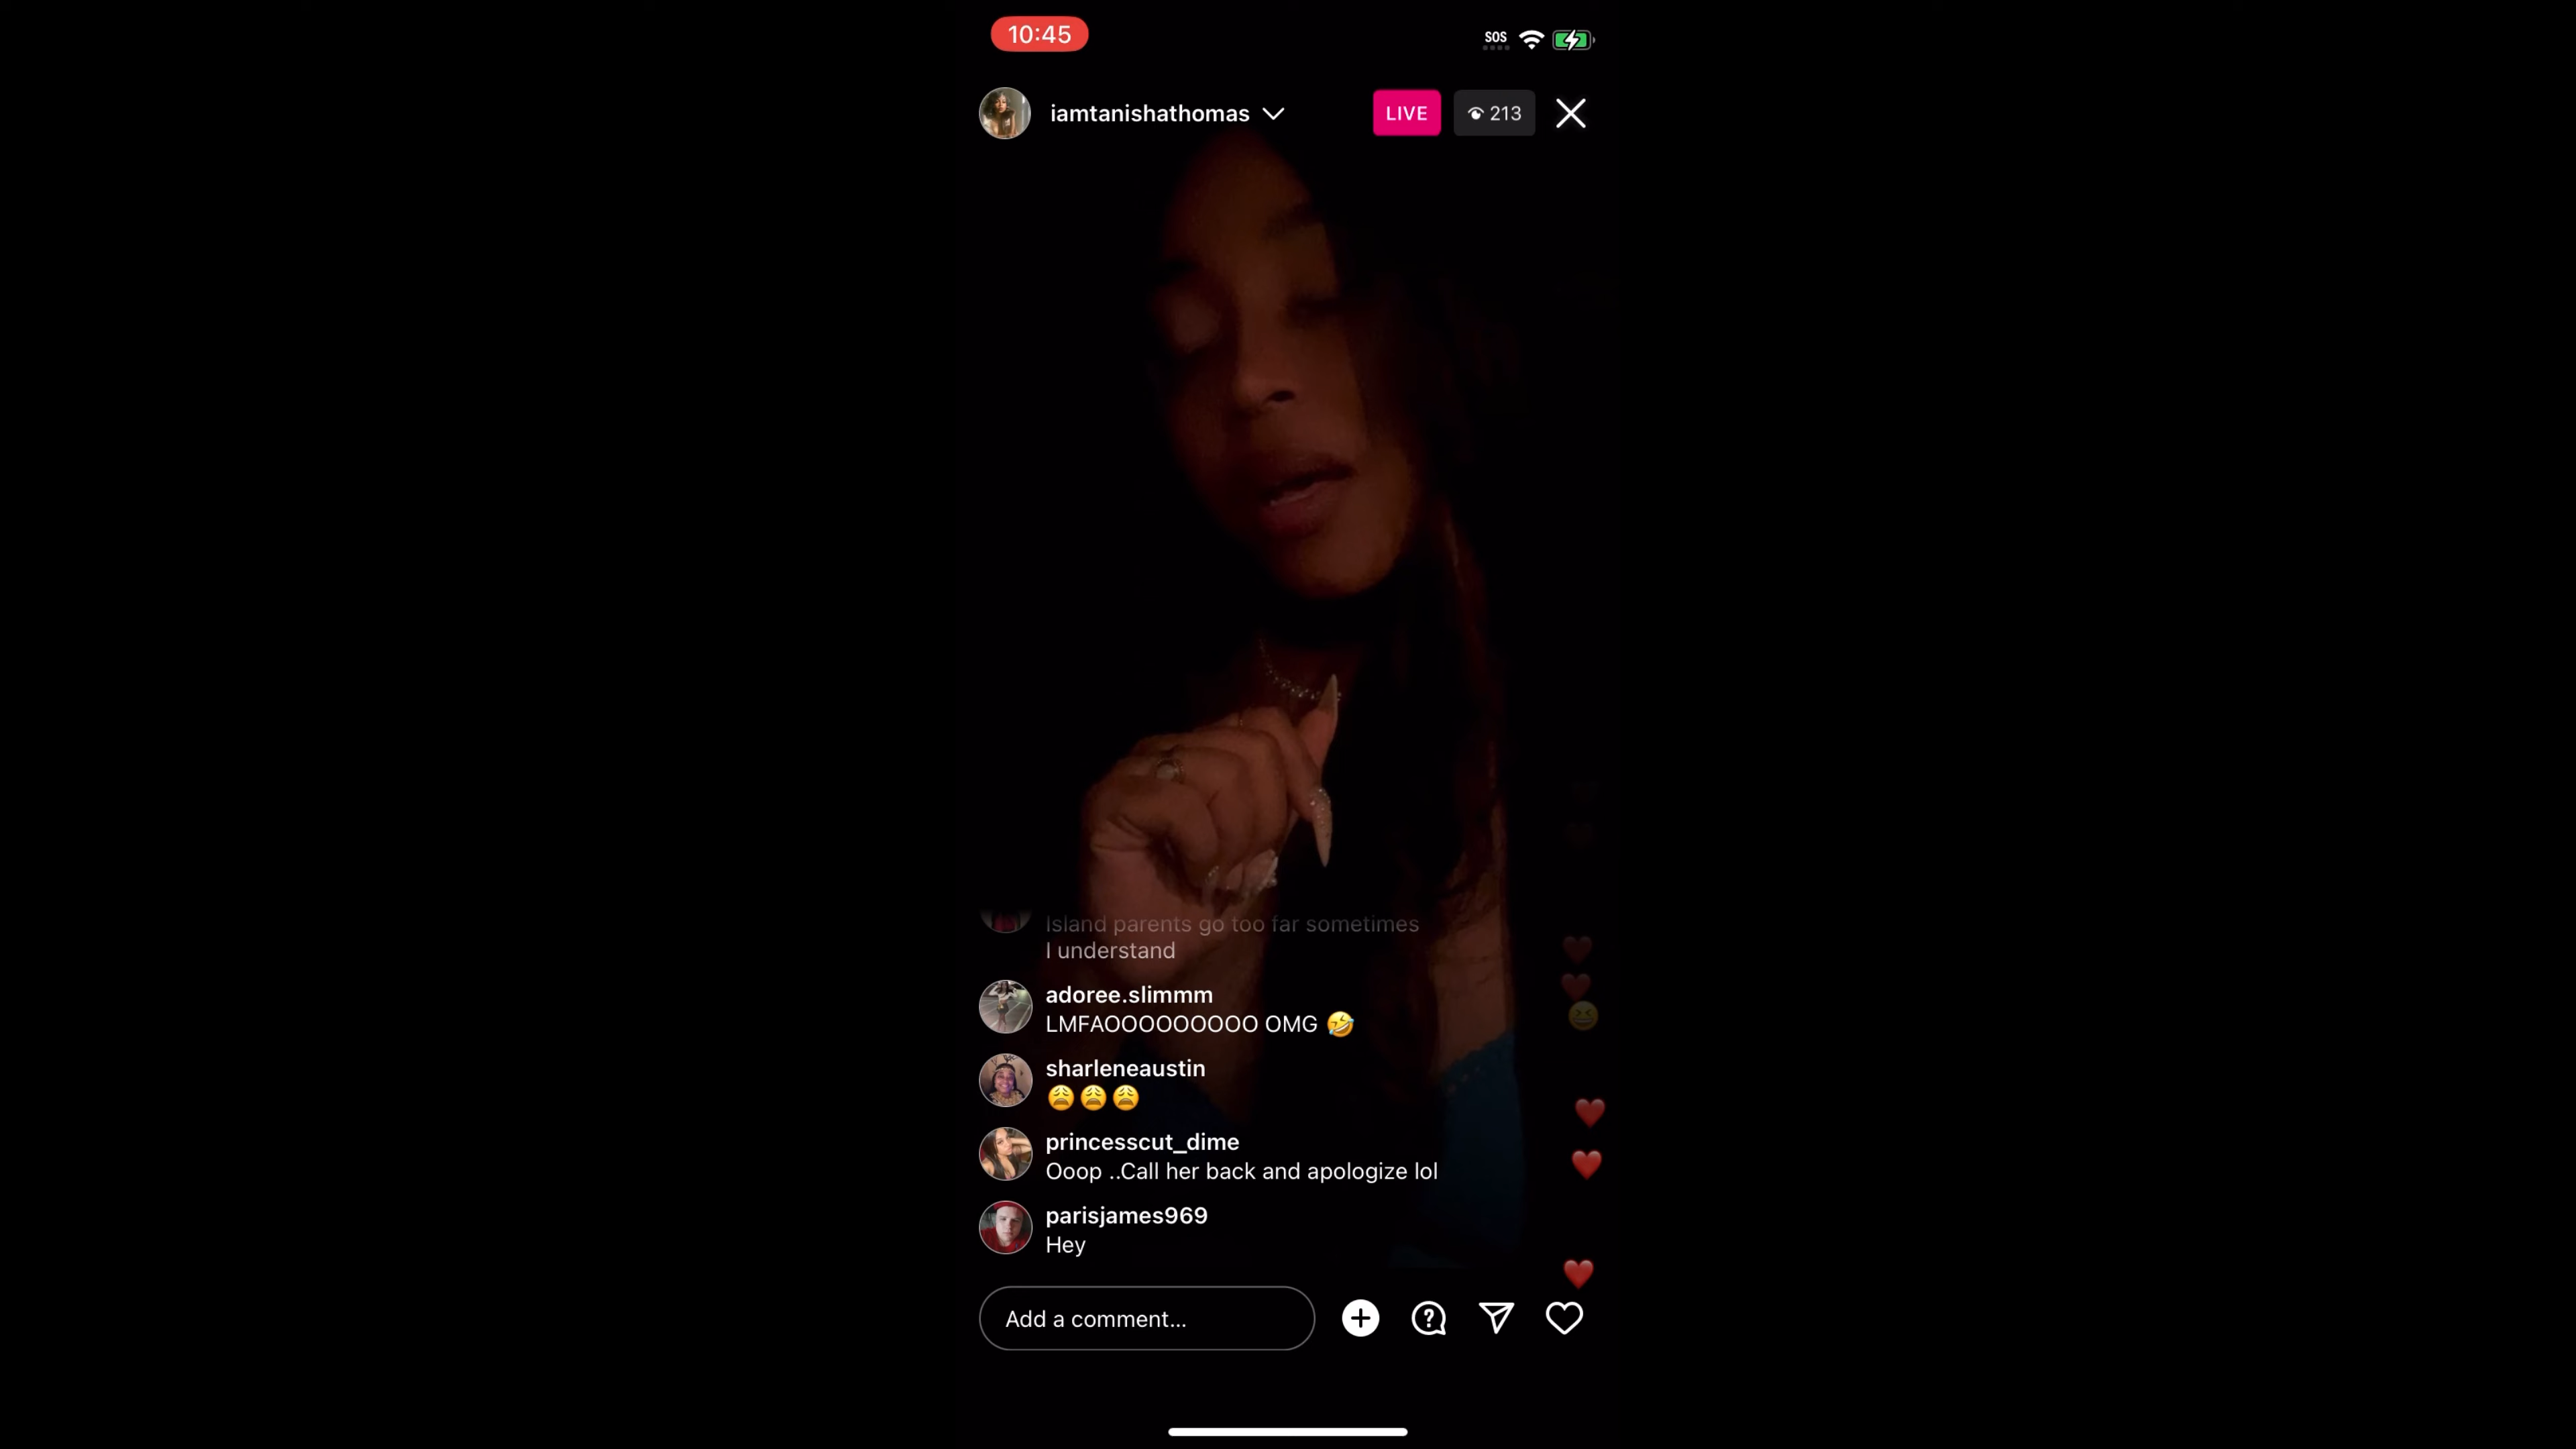 10:45
SOS
iamtanishathomas
LIVE
213
Island parents go too far sometimes
I understand
adoree.slimmm
LMFAOOOOOOOOO OMG 🤣
sharleneaustin
😩😩😩
princesscut_dime
Ooop ..Call her back and apologize lol
parisjames969
Hey
Add a comment...